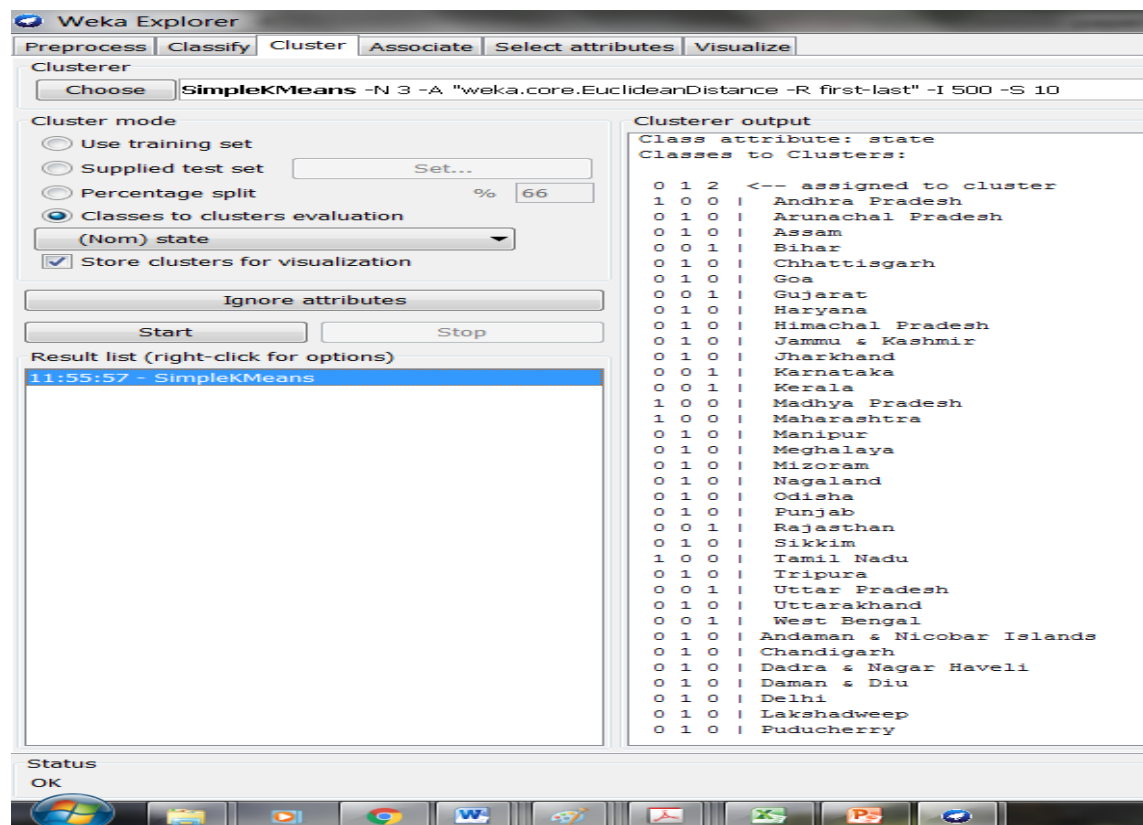 Weka Explorer
Preprocess Classify Cluster Associate Select attributes Visualize
Clusterer
Choose SimpleKMeans -N 3 -A "weka.core.EuclideanDistance -R first-last" -I 500 -S 10
Cluster mode
Use training set
Supplied test set Set...
Percentage split % 66
Classes to clusters evaluation
(Nom) state
Store clusters for visualization
Ignore attributes
Start Stop
Result list (right-click for options)
11:55:57 - SimpleKMeans
Clusterer output
Class attribute: state
Classes to Clusters:
0 1 2 <-- assigned to cluster
1 0 0 | Andhra Pradesh
0 1 0 | Arunachal Pradesh
0 1 0 | Assam
0 0 1 | Bihar
0 1 0 | Chhattisgarh
0 1 0 | Goa
0 0 1 | Gujarat
0 1 0 | Haryana
0 1 0 | Himachal Pradesh
0 1 0 | Jammu & Kashmir
0 1 0 | Jharkhand
0 0 1 | Karnataka
0 0 1 | Kerala
1 0 0 | Madhya Pradesh
1 0 0 | Maharashtra
0 1 0 | Manipur
0 1 0 | Meghalaya
0 1 0 | Mizoram
0 1 0 | Nagaland
0 1 0 | Odisha
0 1 0 | Punjab
0 0 1 | Rajasthan
0 1 0 | Sikkim
1 0 0 | Tamil Nadu
0 1 0 | Tripura
0 0 1 | Uttar Pradesh
0 1 0 | Uttarakhand
0 0 1 | West Bengal
0 1 0 | Andaman & Nicobar Islands
0 1 0 | Chandigarh
0 1 0 | Dadra & Nagar Haveli
0 1 0 | Daman & Diu
0 1 0 | Delhi
0 1 0 | Lakshadweep
0 1 0 | Puducherry
Status
OK